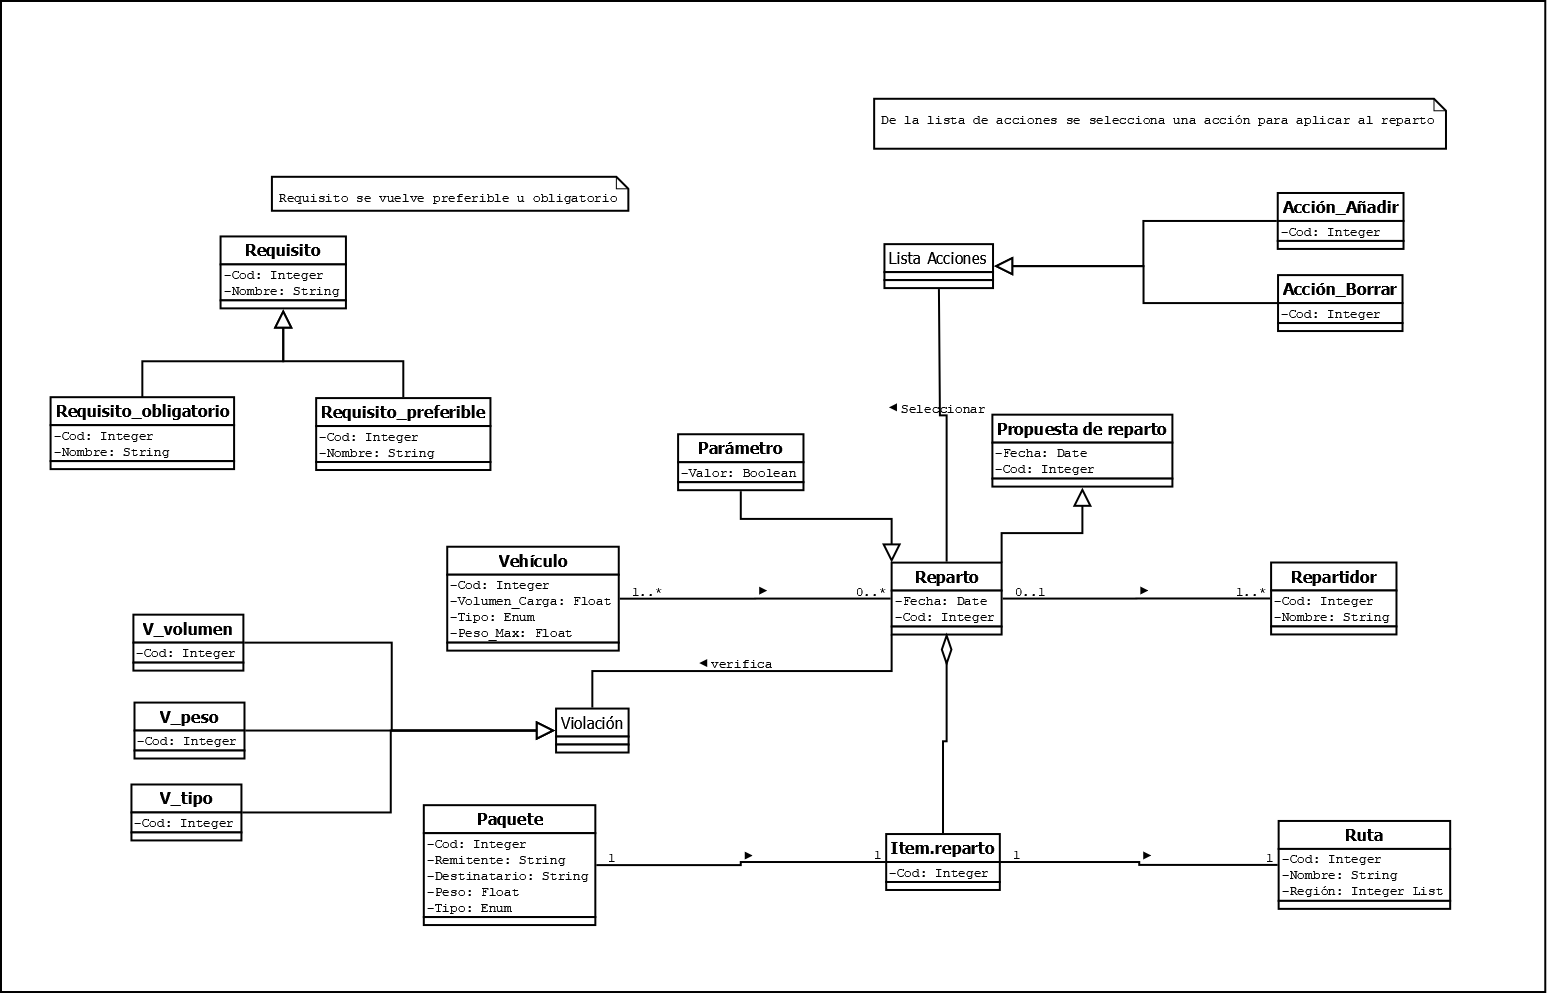 De la lista de acciones se selecciona una acción para aplicar al reparto
Requisito se vuelve preferible u obligatorio
Acción_Añadir
-Cod: Integer
Requisito
-Cod: Integer
-Nombre: String
Lista Acciones
Acción_Borrar
-Cod: Integer
Requisito_obligatorio
-Cod: Integer
-Nombre: String
Requisito_preferible
-Cod: Integer
-Nombre: String
◄ Seleccionar
Propuesta de reparto
-Fecha: Date
-Cod: Integer
Parámetro
-Valor: Boolean
Vehículo
-Cod: Integer
-Volumen_Carga: Float
-Tipo: Enum
-Peso_Max: Float
1..*
►
0..*
Reparto
-Fecha: Date
-Cod: Integer
0..1
►
1..*
Repartidor
-Cod: Integer
-Nombre: String
V_volumen
-Cod: Integer
◄ verifica
V_peso
-Cod: Integer
Violación
V_tipo
-Cod: Integer
Paquete
-Cod: Integer
-Remitente: String
-Destinatario: String
-Peso: Float
-Tipo: Enum
1
►
1
Item.reparto
-Cod: Integer
1
►
1
Ruta
-Cod: Integer
-Nombre: String
-Región: Integer List